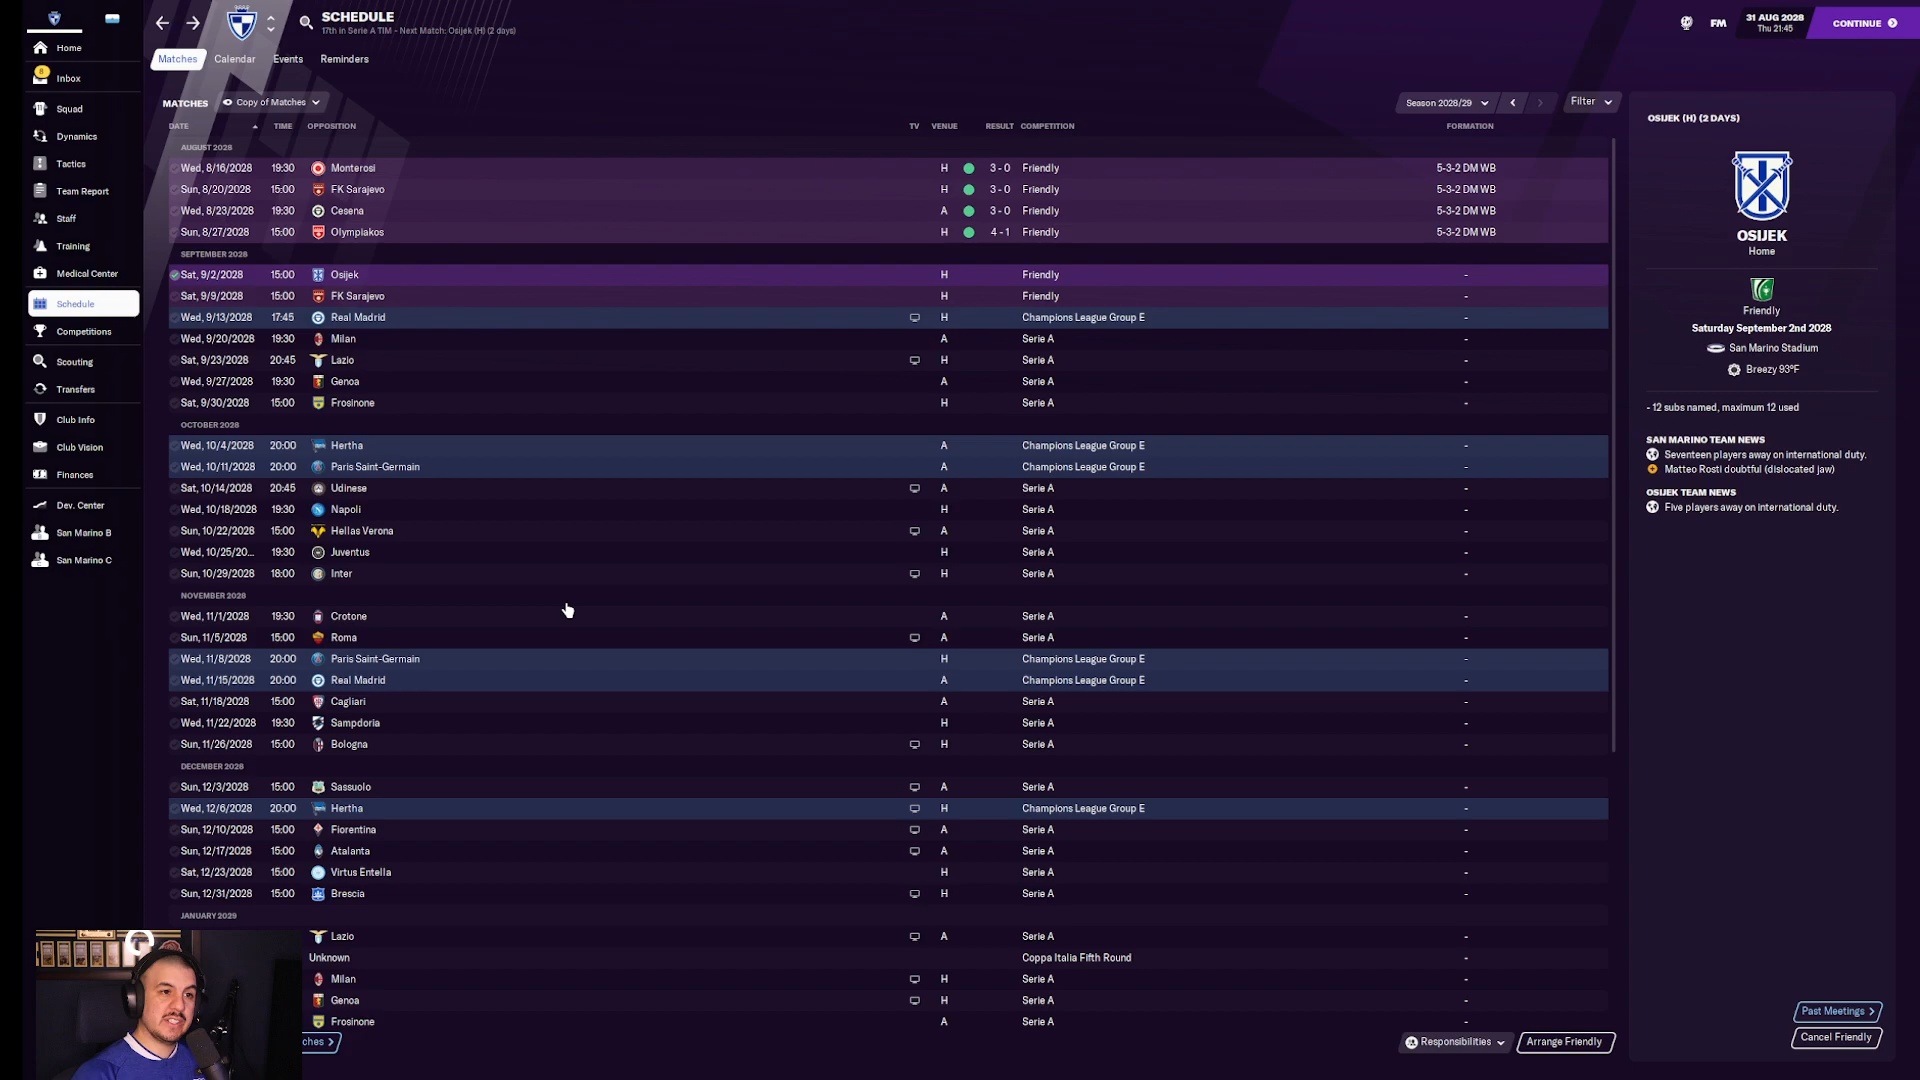 SCHEDULE
17th in Serie A TIM - Next Match: Osijek (H) (2 days)
FM
31 AUG 2028
Thu 21:45
CONTINUE
Home
8
Inbox
Squad
Dynamics
Tactics
Team Report
Staff
Training
Medical Center
Schedule
Competitions
Scouting
Transfers
Club Info
Club Vision
Finances
Dev. Center
San Marino B
San Marino C
Matches Calendar Events Reminders
MATCHES Copy of Matches
Season 2028/29
Filter
DATE TIME OPPOSITION TV VENUE RESULT COMPETITION FORMATION
AUGUST 2028
Wed, 8/16/2028 19:30 Monterosi H 3 - 0 Friendly 5-3-2 DM WB
Sun, 8/20/2028 15:00 FK Sarajevo H 3 - 0 Friendly 5-3-2 DM WB
Wed, 8/23/2028 19:30 Cesena A 3 - 0 Friendly 5-3-2 DM WB
Sun, 8/27/2028 15:00 Olympiakos H 4 - 1 Friendly 5-3-2 DM WB
SEPTEMBER 2028
Sat, 9/2/2028 15:00 Osijek H Friendly -
Sat, 9/9/2028 15:00 FK Sarajevo H Friendly -
Wed, 9/13/2028 17:45 Real Madrid H Champions League Group E -
Wed, 9/20/2028 19:30 Milan A Serie A -
Sat, 9/23/2028 20:45 Lazio H Serie A -
Wed, 9/27/2028 19:30 Genoa A Serie A -
Sat, 9/30/2028 15:00 Frosinone H Serie A -
OCTOBER 2028
Wed, 10/4/2028 20:00 Hertha A Champions League Group E -
Wed, 10/11/2028 20:00 Paris Saint-Germain A Champions League Group E -
Sat, 10/14/2028 20:45 Udinese A Serie A -
Wed, 10/18/2028 19:30 Napoli H Serie A -
Sun, 10/22/2028 15:00 Hellas Verona A Serie A -
Wed, 10/25/20... 19:30 Juventus H Serie A -
Sun, 10/29/2028 18:00 Inter H Serie A -
NOVEMBER 2028
Wed, 11/1/2028 19:30 Crotone A Serie A -
Sun, 11/5/2028 15:00 Roma A Serie A -
Wed, 11/8/2028 20:00 Paris Saint-Germain H Champions League Group E -
Wed, 11/15/2028 20:00 Real Madrid A Champions League Group E -
Sat, 11/18/2028 15:00 Cagliari A Serie A -
Wed, 11/22/2028 19:30 Sampdoria H Serie A -
Sun, 11/26/2028 15:00 Bologna H Serie A -
DECEMBER 2028
Sun, 12/3/2028 15:00 Sassuolo A Serie A -
Wed, 12/6/2028 20:00 Hertha H Champions League Group E -
Sun, 12/10/2028 15:00 Fiorentina A Serie A -
Sun, 12/17/2028 15:00 Atalanta A Serie A -
Sat, 12/23/2028 15:00 Virtus Entella H Serie A -
Sun, 12/31/2028 15:00 Brescia H Serie A -
JANUARY 2029
Lazio A Serie A -
Unknown Coppa Italia Fifth Round -
Milan H Serie A -
Genoa H Serie A -
Frosinone A Serie A
ches
Responsibilities
Arrange Friendly
OSIJEK (H) (2 DAYS)
OSIJEK
Home
Friendly
Saturday September 2nd 2028
San Marino Stadium
Breezy 93°F
- 12 subs named, maximum 12 used
SAN MARINO TEAM NEWS
Seventeen players away on international duty.
Matteo Rosti doubtful (dislocated jaw)
OSIJEK TEAM NEWS
Five players away on international duty.
Past Meetings
Cancel Friendly